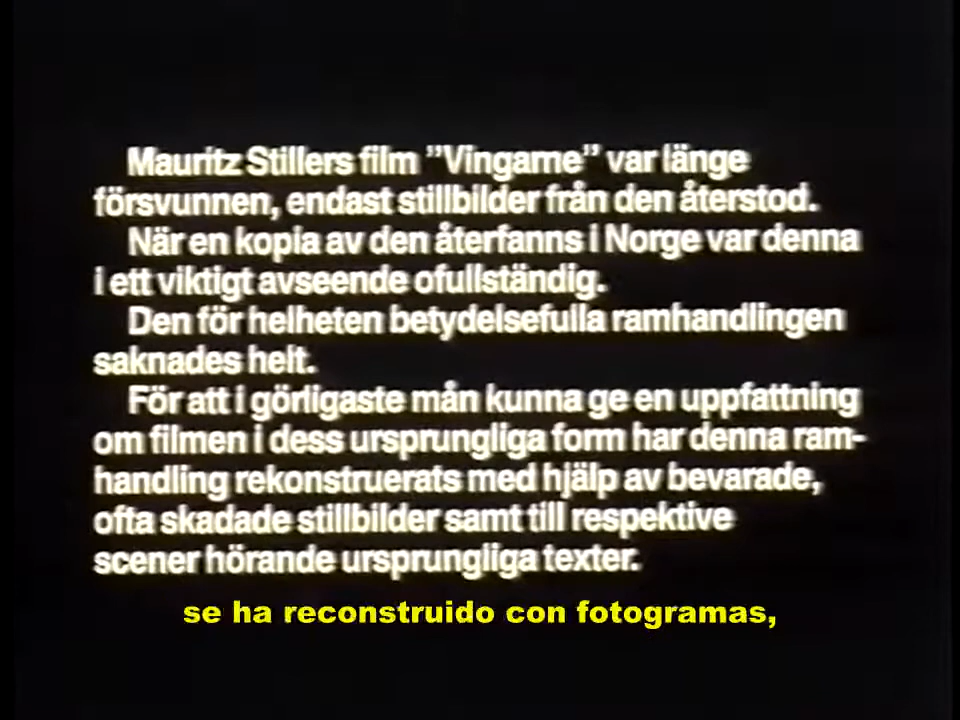 Mauritz Stillers film ”Vingarne” var länge
försvunnen, endast stillbilder från den återstod.
När en kopia av den återfanns i Norge var denna
i ett viktigt avseende ofullständig.
Den för helheten betydelsefulla ramhandlingen
saknades helt.
För att i görligaste mån kunna ge en uppfattning
om filmen i dess ursprungliga form har denna ram-
handling rekonstruerats med hjälp av bevarade,
ofta skadade stillbilder samt till respektive
scener hörande ursprungliga texter.
se ha reconstruido con fotogramas,